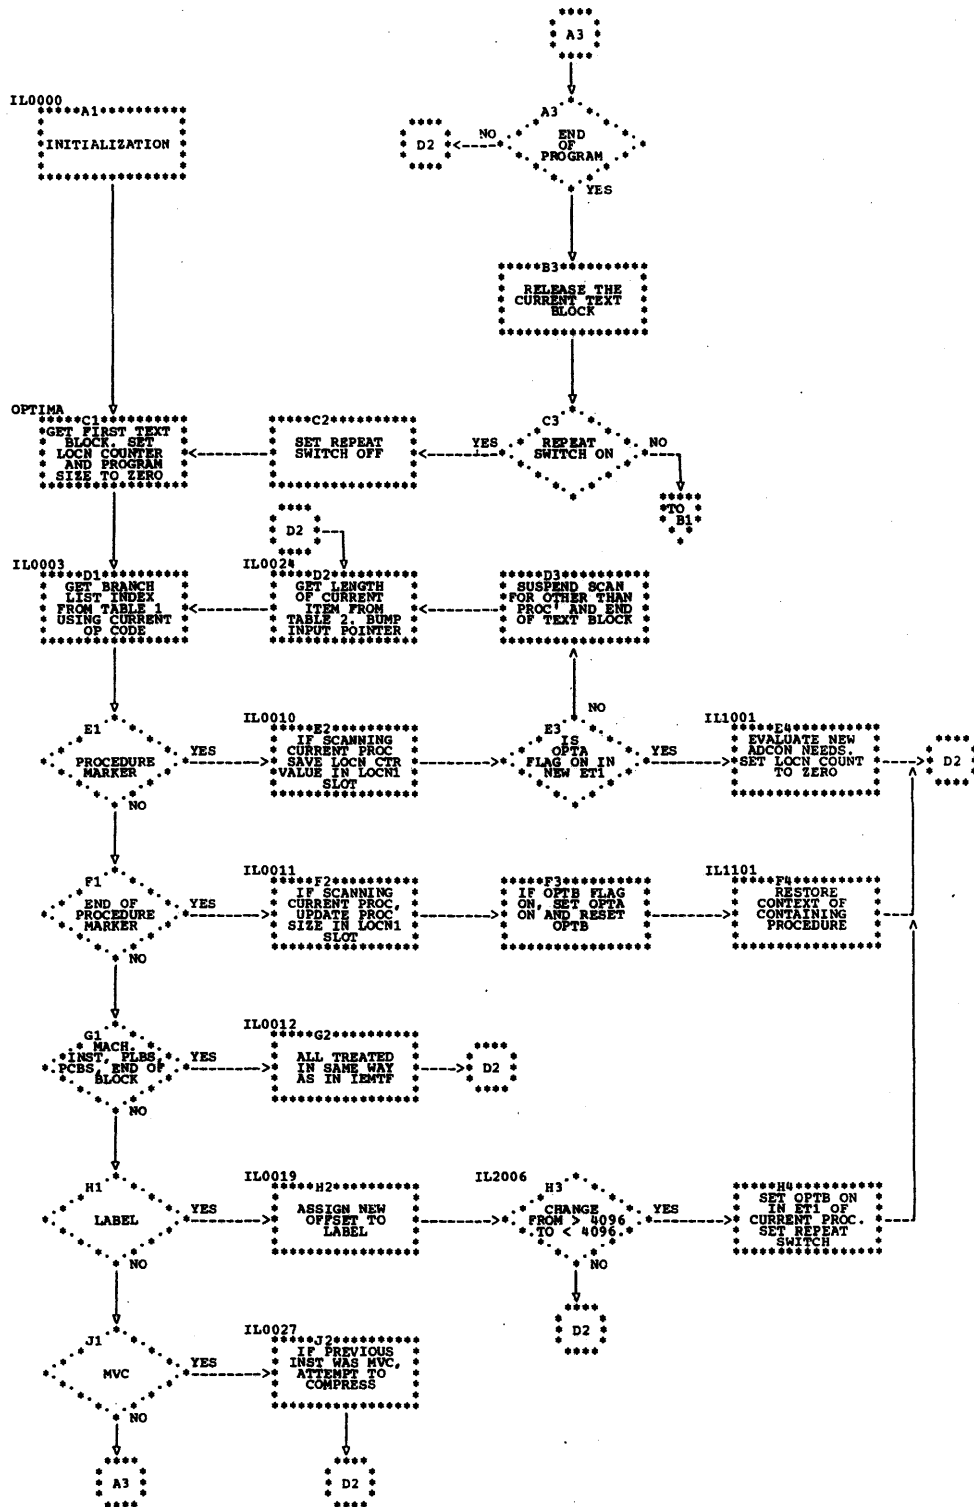 A3
IL0000
A1
INITIALIZATION
A3
END
OF
PROGRAM
NO
D2
YES
B3
RELEASE THE
CURRENT TEXT
BLOCK
OPTIMA
C1
GET FIRST TEXT
BLOCK. SET
LOCN COUNTER
AND PROGRAM
SIZE TO ZERO
C2
SET REPEAT
SWITCH OFF
YES
C3
REPEAT
SWITCH ON
NO
TO
B1
D2
IL0003
D1
GET BRANCH
LIST INDEX
FROM TABLE 1
USING CURRENT
OP CODE
IL0024
D2
GET LENGTH
OF CURRENT
ITEM FROM
TABLE 2. BUMP
INPUT POINTER
D3
SUSPEND SCAN
FOR OTHER THAN
PROC' AND END
OF TEXT BLOCK
NO
E1
PROCEDURE
MARKER
YES
NO
IL0010
E2
IF SCANNING
CURRENT PROC
SAVE LOCN CTR
VALUE IN LOCN1
SLOT
E3
IS
OPTA
FLAG ON IN
NEW ET1
YES
IL1001
E4
EVALUATE NEW
ADCON NEEDS.
SET LOCN COUNT
TO ZERO
D2
F1
END OF
PROCEDURE
MARKER
YES
NO
IL0011
F2
IF SCANNING
CURRENT PROC,
UPDATE PROC
SIZE IN LOCN1
SLOT
F3
IF OPTB FLAG
ON, SET OPTA
ON AND RESET
OPTB
IL1101
F4
RESTORE
CONTEXT OF
CONTAINING
PROCEDURE
G1
MACH.
INST, PLBS,
PCBS, END OF
BLOCK
YES
NO
IL0012
G2
ALL TREATED
IN SAME WAY
AS IN IEMTF
D2
H1
LABEL
YES
NO
IL0019
H2
ASSIGN NEW
OFFSET TO
LABEL
IL2006
H3
CHANGE
FROM > 4096
TO < 4096.
YES
NO
D2
H4
SET OPTB ON
IN ET1 OF
CURRENT PROC.
SET REPEAT
SWITCH
J1
MVC
YES
NO
IL0027
J2
IF PREVIOUS
INST WAS MVC,
ATTEMPT TO
COMPRESS
A3
D2